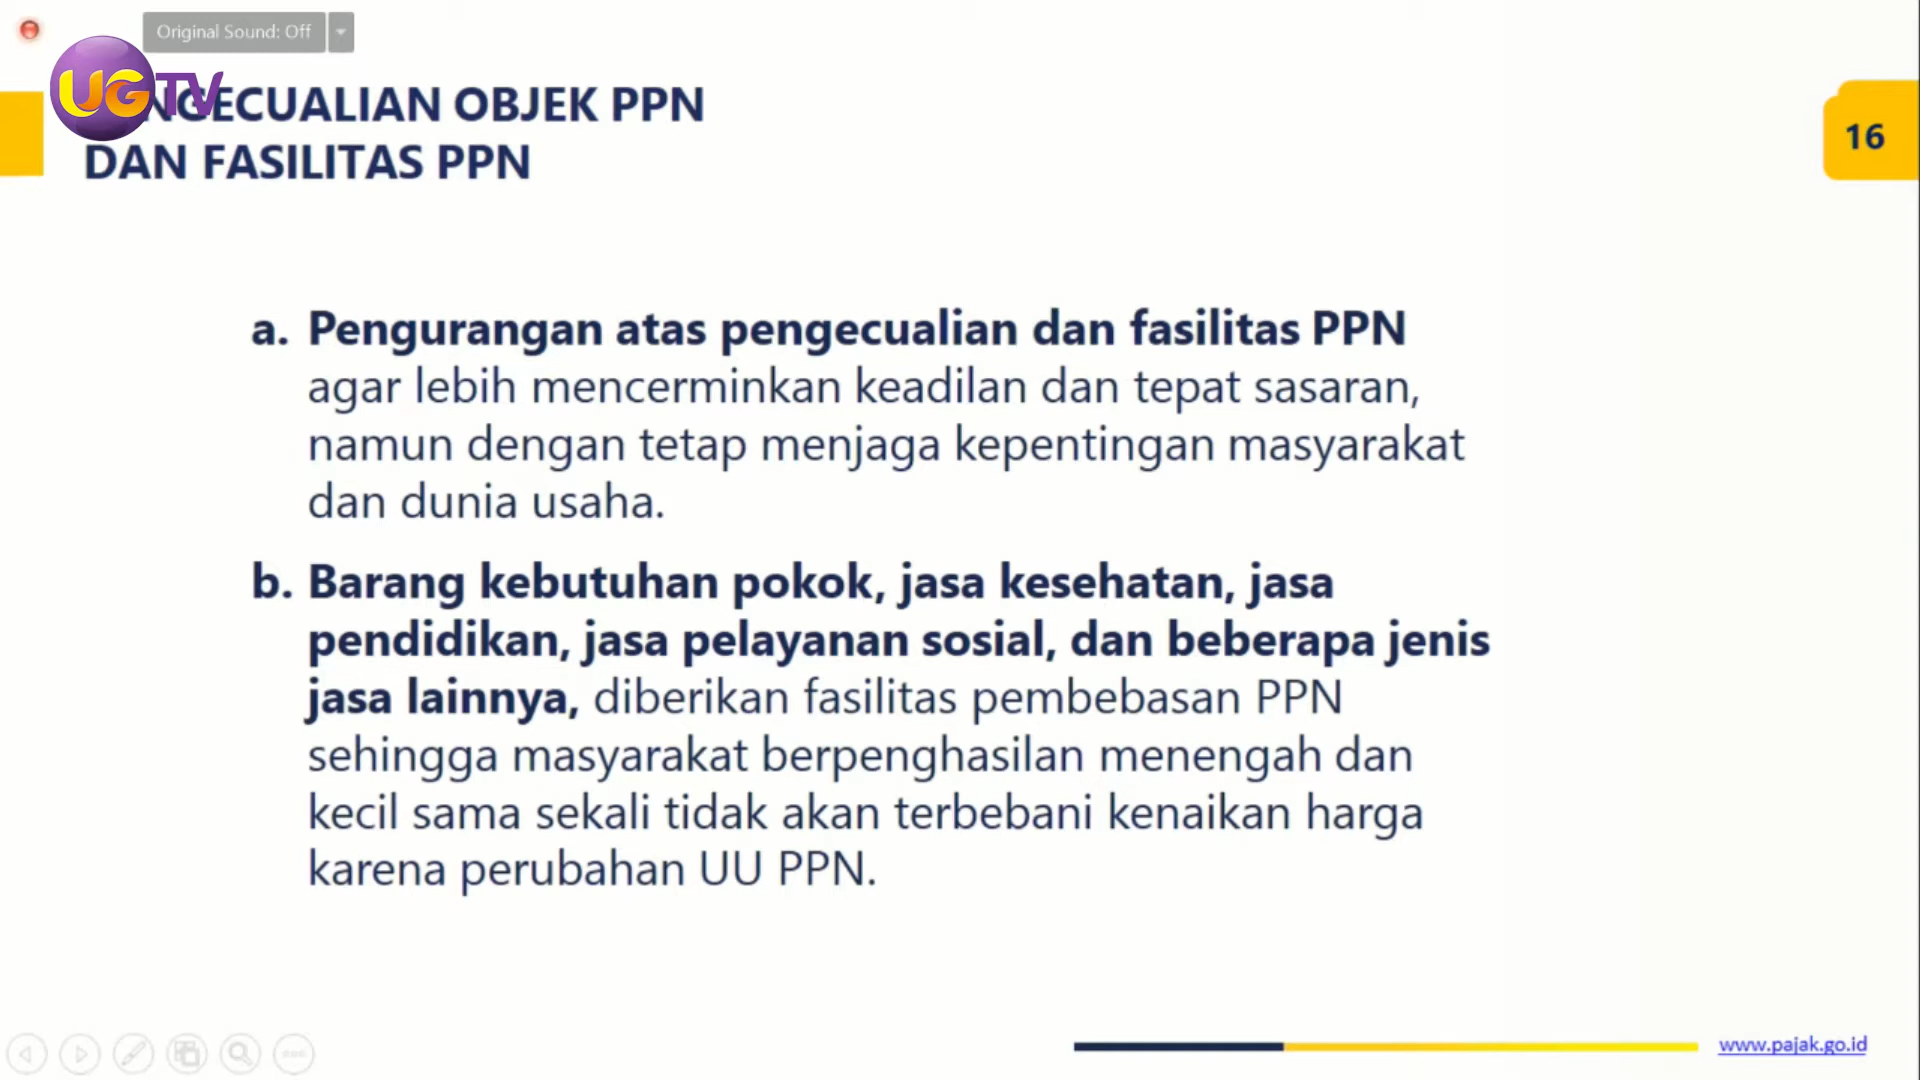 Original Sound: Off
UGTV
NGECUALIAN OBJEK PPN
DAN FASILITAS PPN
16
a. Pengurangan atas pengecualian dan fasilitas PPN
agar lebih mencerminkan keadilan dan tepat sasaran,
namun dengan tetap menjaga kepentingan masyarakat
dan dunia usaha.
b. Barang kebutuhan pokok, jasa kesehatan, jasa
pendidikan, jasa pelayanan sosial, dan beberapa jenis
jasa lainnya, diberikan fasilitas pembebasan PPN
sehingga masyarakat berpenghasilan menengah dan
kecil sama sekali tidak akan terbebani kenaikan harga
karena perubahan UU PPN.
www.pajak.go.id